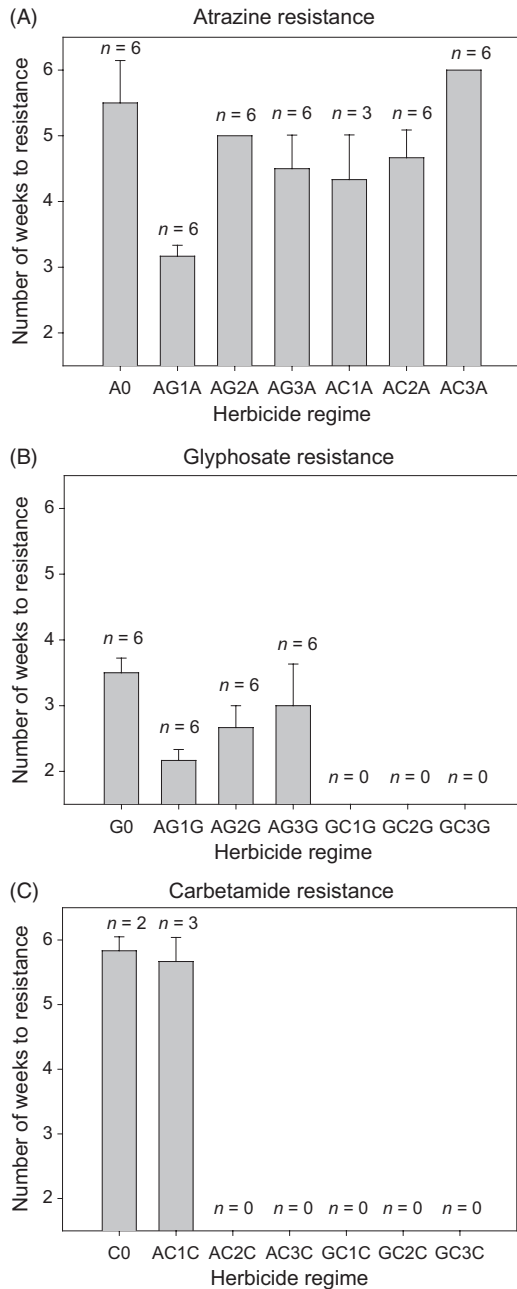 (A) Atrazine resistance
n = 6 n = 6 n = 6 n = 6 n = 3 n = 6 n = 6
6
5
4
3
2
Number of weeks to resistance
A0 AG1A AG2A AG3A AC1A AC2A AC3A
Herbicide regime
(B) Glyphosate resistance
6
5
4
3
2
Number of weeks to resistance
n = 6 n = 6 n = 6 n = 6 n = 0 n = 0 n = 0
G0 AG1G AG2G AG3G GC1G GC2G GC3G
Herbicide regime
(C) Carbetamide resistance
6
5
4
3
2
Number of weeks to resistance
n = 2 n = 3 n = 0 n = 0 n = 0 n = 0 n = 0
C0 AC1C AC2C AC3C GC1C GC2C GC3C
Herbicide regime